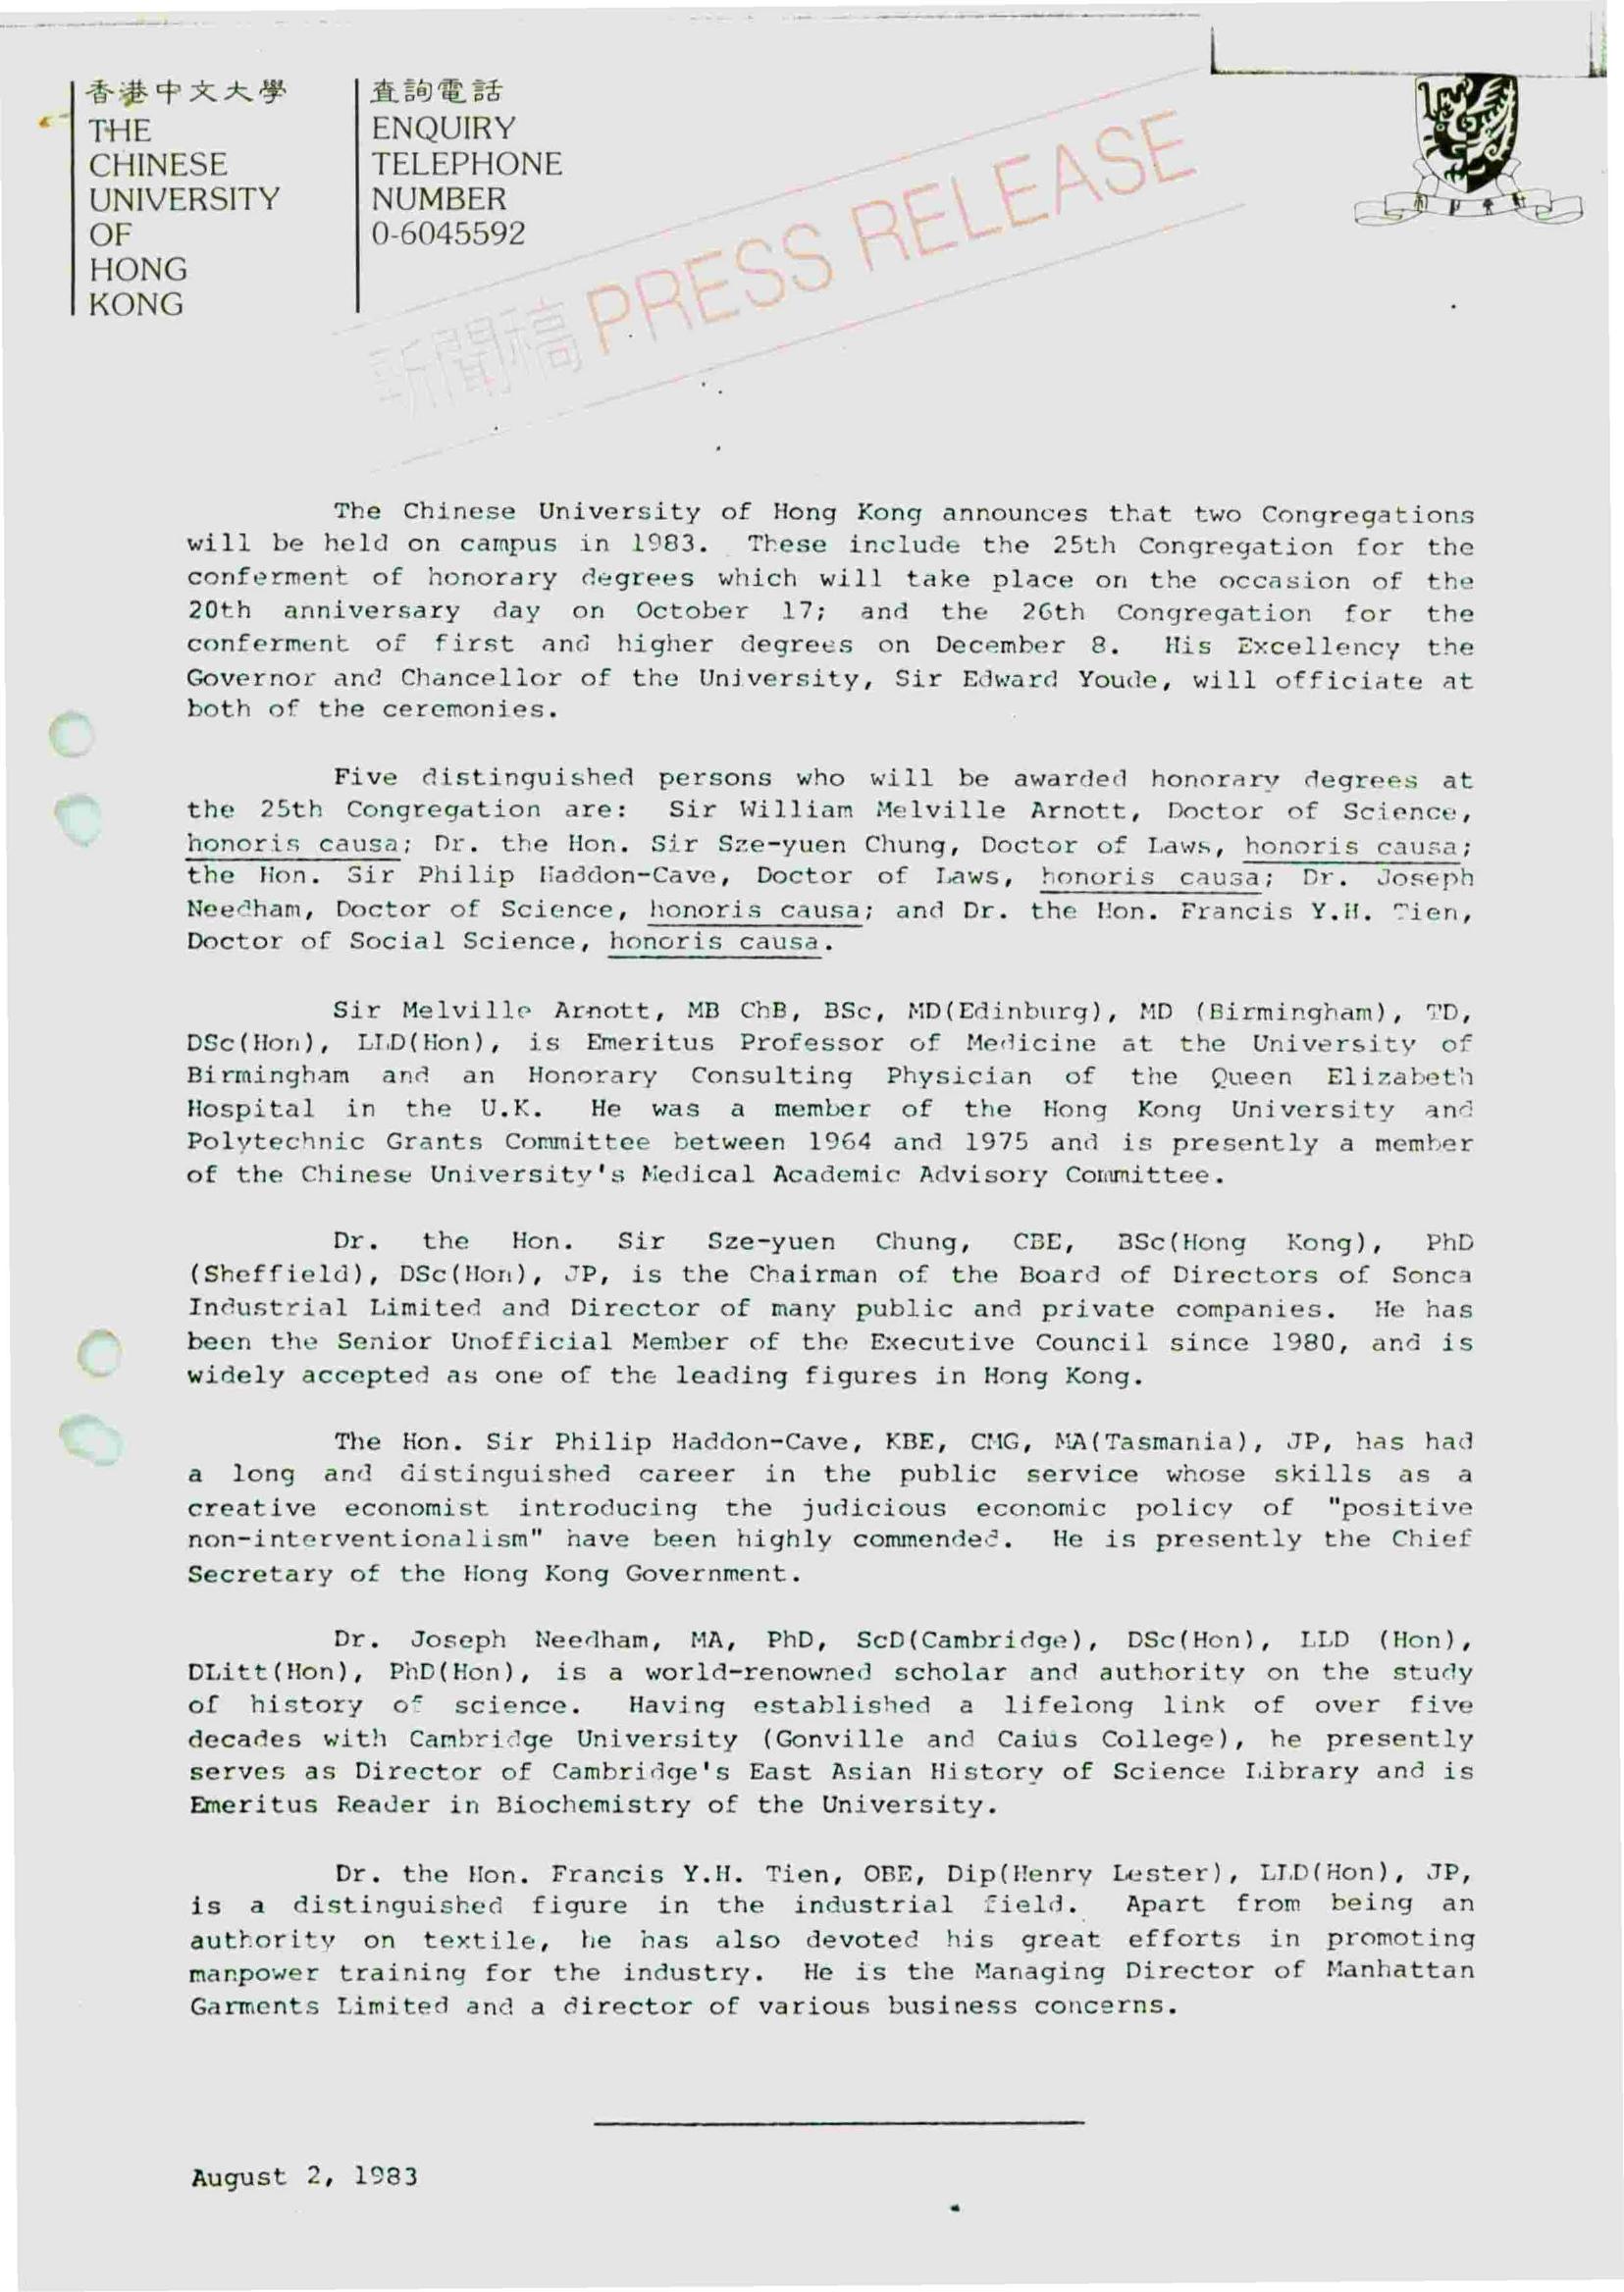 香港中文大學
THE
CHINESE
UNIVERSITY
OF
HONG
KONG
查詢電話
ENQUIRY
TELEPHONE
NUMBER
0-6045592
新聞稿 PRESS RELEASE
The Chinese University of Hong Kong announces that two Congregations
will be held on campus in 1983. These include the 25th Congregation for the
conferment of honorary degrees which will take place on the occasion of the
20th anniversary day on October 17; and the 26th Congregation for the
conferment of first and higher degrees on December 8. His Excellency the
Governor and Chancellor of the University, Sir Edward Youde, will officiate at
both of the ceremonies.
Five distinguished persons who will be awarded honorary degrees at
the 25th Congregation are: Sir William Melville Arnott, Doctor of Science,
honoris causa; Dr. the Hon. Sir Sze-yuen Chung, Doctor of Laws, honoris causa;
the Hon. Sir Philip Haddon-Cave, Doctor of Laws, honoris causa; Dr. Joseph
Needham, Doctor of Science, honoris causa; and Dr. the Hon. Francis Y.H. Tien,
Doctor of Social Science, honoris causa.
Sir Melville Arnott, MB ChB, BSc, MD(Edinburg), MD (Birmingham), TD,
DSc(Hon), LLD(Hon), is Emeritus Professor of Medicine at the University of
Birmingham and an Honorary Consulting Physician of the Queen Elizabeth
Hospital in the U.K. He was a member of the Hong Kong University and
Polytechnic Grants Committee between 1964 and 1975 and is presently a member
of the Chinese University's Medical Academic Advisory Committee.
Dr. the Hon. Sir Sze-yuen Chung, CBE, BSc(Hong Kong), PhD
(Sheffield), DSc(Hon), JP, is the Chairman of the Board of Directors of Sonca
Industrial Limited and Director of many public and private companies. He has
been the Senior Unofficial Member of the Executive Council since 1980, and is
widely accepted as one of the leading figures in Hong Kong.
The Hon. Sir Philip Haddon-Cave, KBE, CMG, MA(Tasmania), JP, has had
a long and distinguished career in the public service whose skills as a
creative economist introducing the judicious economic policy of "positive
non-interventionalism" have been highly commended. He is presently the Chief
Secretary of the Hong Kong Government.
Dr. Joseph Needham, MA, PhD, ScD(Cambridge), DSc(Hon), LLD (Hon),
DLitt(Hon), PhD(Hon), is a world-renowned scholar and authority on the study
of history of science. Having established a lifelong link of over five
decades with Cambridge University (Gonville and Caius College), he presently
serves as Director of Cambridge's East Asian History of Science Library and is
Emeritus Reader in Biochemistry of the University.
Dr. the Hon. Francis Y.H. Tien, OBE, Dip(Henry Lester), LLD(Hon), JP,
is a distinguished figure in the industrial field. Apart from being an
authority on textile, he has also devoted his great efforts in promoting
manpower training for the industry. He is the Managing Director of Manhattan
Garments Limited and a director of various business concerns.
August 2, 1983